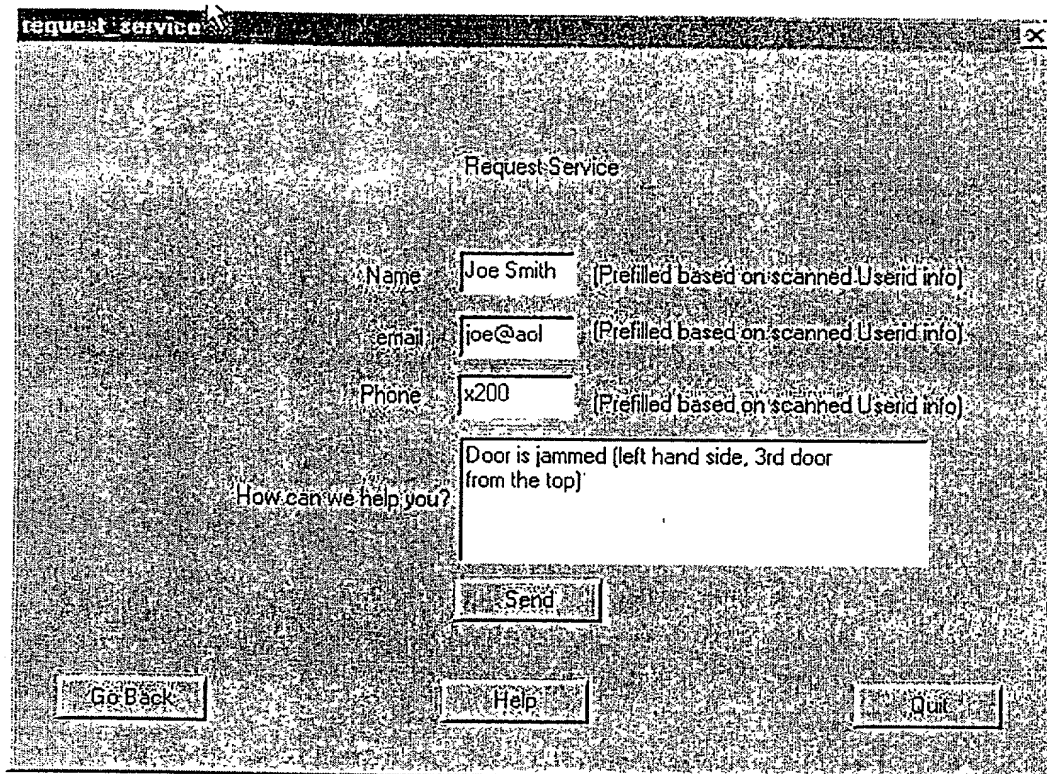 request_service
Request Service
Name Joe Smith (Prefilled based on scanned Userid info)
email joe@aol (Prefilled based on scanned Userid info)
Phone x200 (Prefilled based on scanned Userid info)
How can we help you? Door is jammed (left hand side, 3rd door
from the top)
Send
Go Back Help Quit